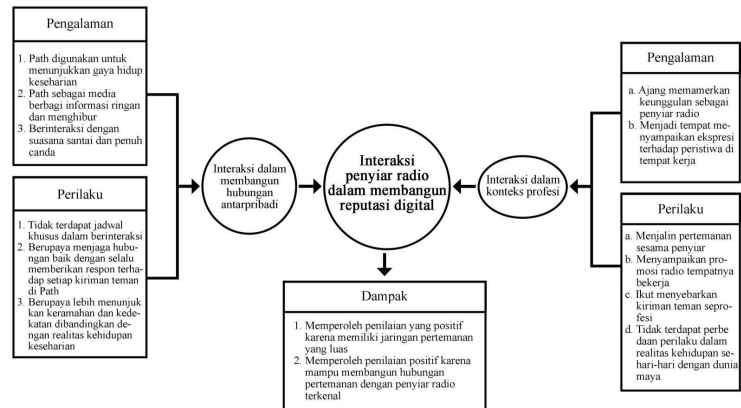 Pengalaman
1. Path digunakan untuk
menunjukkan gaya hidup
keseharian
2. Path sebagai media
berbagi informasi ringan
dan menghibur
3. Berinteraksi dengan
suasana santai dan penuh
canda
Perilaku
1. Tidak terdapat jadwal
khusus dalam berinteraksi
2. Berupaya menjaga hubu-
ngan baik dengan selalu
memberikan respon terha-
dap setiap kiriman teman
di Path
3. Berupaya lebih menunjuk
kan keramahan dan kede-
katan dibandingkan de-
ngan realitas kehidupan
keseharian
Interaksi dalam
membangun
hubungan
antarpribadi
Interaksi
penyiar radio
dalam membangun
reputasi digital
Interaksi dalam
konteks profesi
Dampak
1. Memperoleh penilaian yang positif
karena memiliki jaringan pertemanan
yang luas
2. Memperoleh penilaian positif karena
mampu membangun hubungan
pertemanan dengan penyiar radio
terkenal
Pengalaman
a. Ajang memamerkan
keunggulan sebagai
penyiar radio
b. Menjadi tempat me-
nyampaikan ekspresi
terhadap peristiwa di
tempat kerja
Perilaku
a. Menjalin pertemanan
sesama penyiar
b. Menyampaikan pro-
mosi radio tempatnya
bekerja
c. Ikut menyebarkan
kiriman teman sepro-
fesi
d. Tidak terdapat perbe
daan perilaku dalam
realitas kehidupan se-
hari-hari dengan dunia
maya